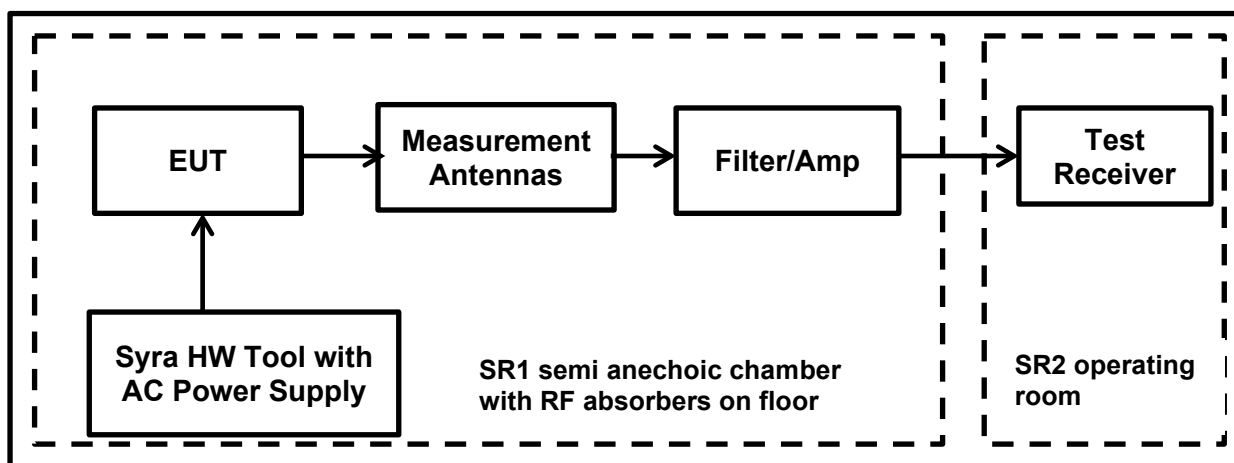 EUT
Measurement
Antennas
Filter/Amp
Test
Receiver
Syra HW Tool with
AC Power Supply
SR1 semi anechoic chamber
with RF absorbers on floor
SR2 operating
room